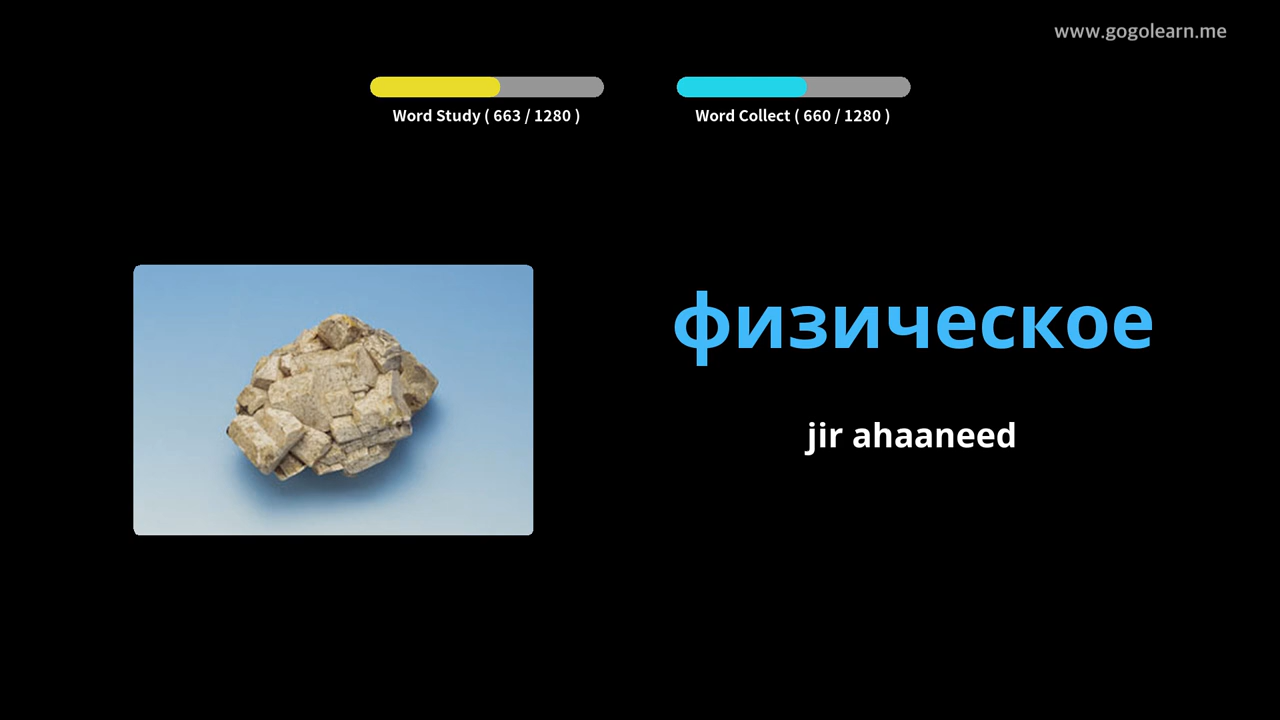 www.gogolearn.me
Word Study ( 663 / 1280 )
Word Collect ( 660 / 1280 )
физическое
jir ahaaneed